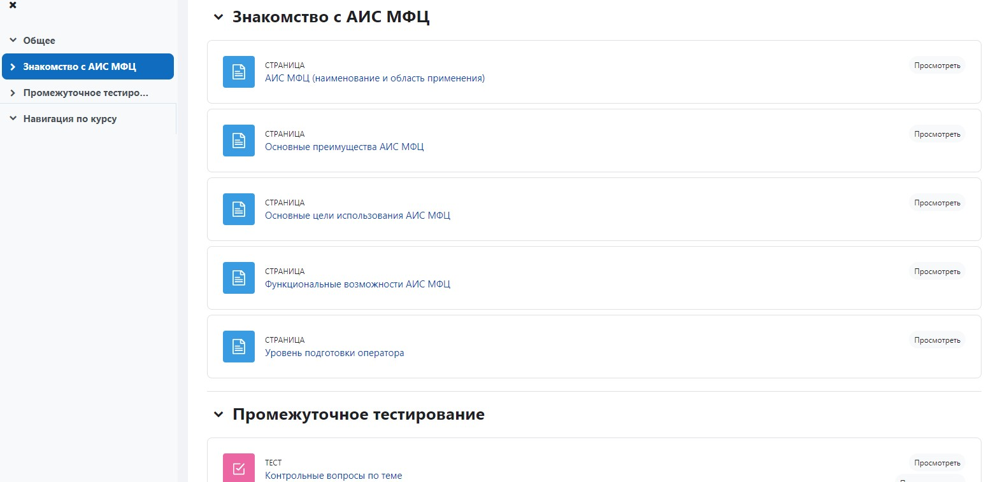 Общее
Знакомство с АИС МФЦ
Промежуточное тестиро...
Навигация по курсу
Знакомство с АИС МФЦ
СТРАНИЦА
АИС МФЦ (наименование и область применения)
Просмотреть
СТРАНИЦА
Основные преимущества АИС МФЦ
Просмотреть
СТРАНИЦА
Основные цели использования АИС МФЦ
Просмотреть
СТРАНИЦА
Функциональные возможности АИС МФЦ
Просмотреть
СТРАНИЦА
Уровень подготовки оператора
Просмотреть
Промежуточное тестирование
ТЕСТ
Контрольные вопросы по теме
Просмотреть